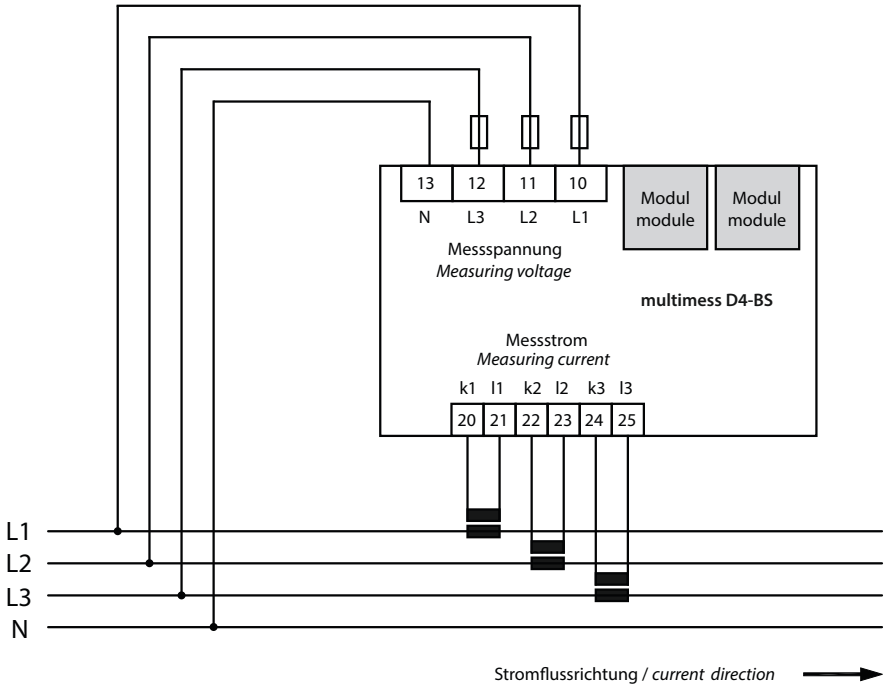 13 12 11 10
N L3 L2 L1
Modul
module
Modul
module
Messspannung
Measuring voltage
multimess D4-BS
Messstrom
Measuring current
k1 l1 k2 l2 k3 l3
20 21 22 23 24 25
L1
L2
L3
N
Stromflussrichtung / current direction